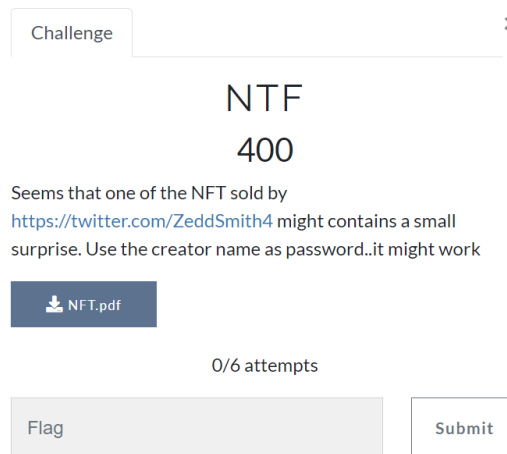 Challenge
NTF
400
Seems that one of the NFT sold by
https://twitter.com/ZeddSmith4 might contains a small
surprise. Use the creator name as password..it might work
NFT.pdf
0/6 attempts
Flag
Submit